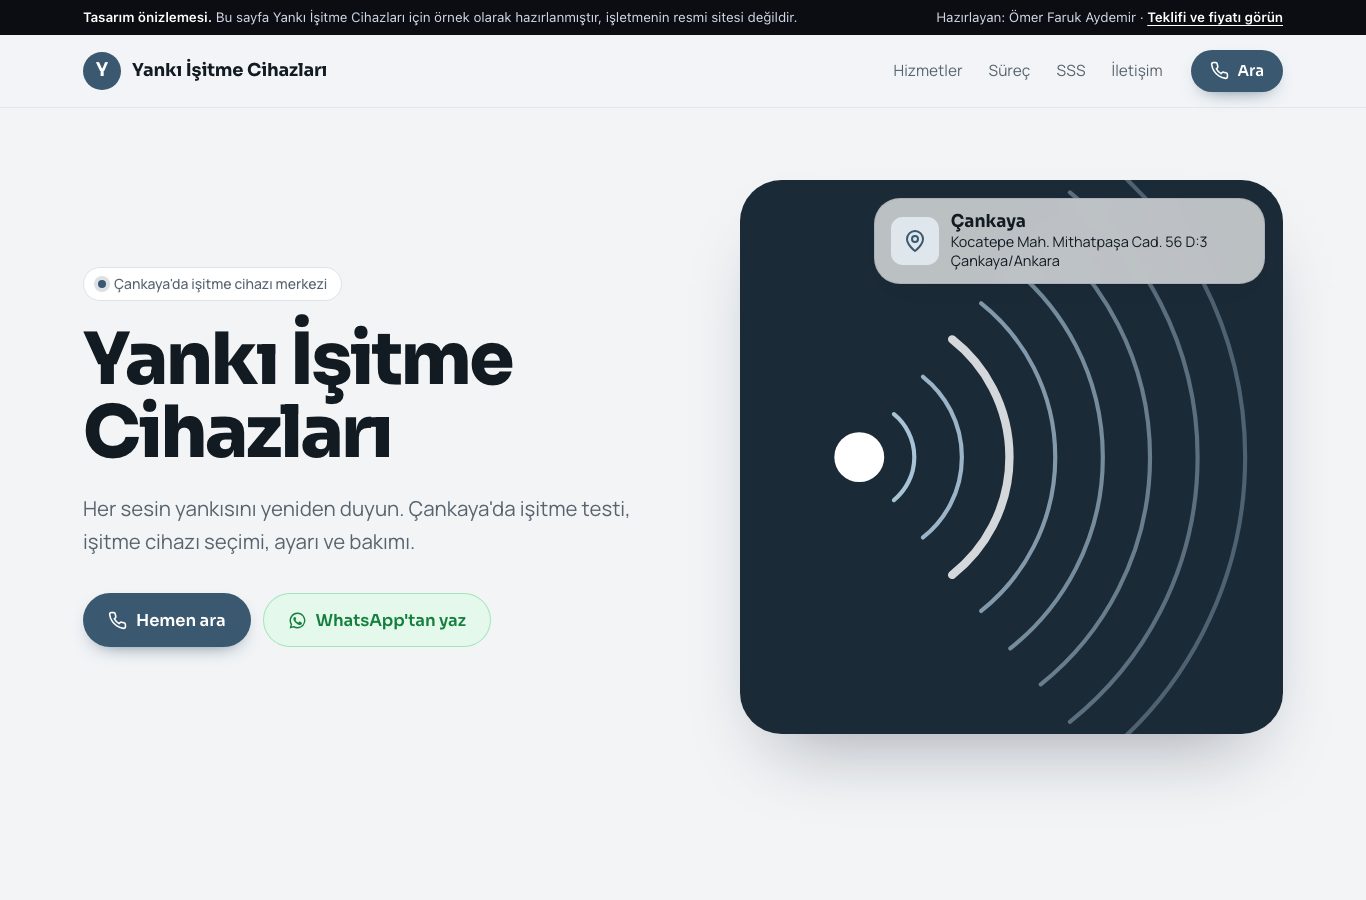 Tasarım önizlemesi. Bu sayfa Yankı İşitme Cihazları için örnek olarak hazırlanmıştır, işletmenin resmi sitesi değildir.
Hazırlayan: Ömer Faruk Aydemir · Teklifi ve fiyatı görün
Y Yankı İşitme Cihazları
Hizmetler Süreç SSS İletişim Ara
Çankaya
Kocatepe Mah. Mithatpaşa Cad. 56 D:3
Çankaya/Ankara
Çankaya'da işitme cihazı merkezi
Yankı İşitme
Cihazları
Her sesin yankısını yeniden duyun. Çankaya'da işitme testi,
işitme cihazı seçimi, ayarı ve bakımı.
Hemen ara
WhatsApp'tan yaz